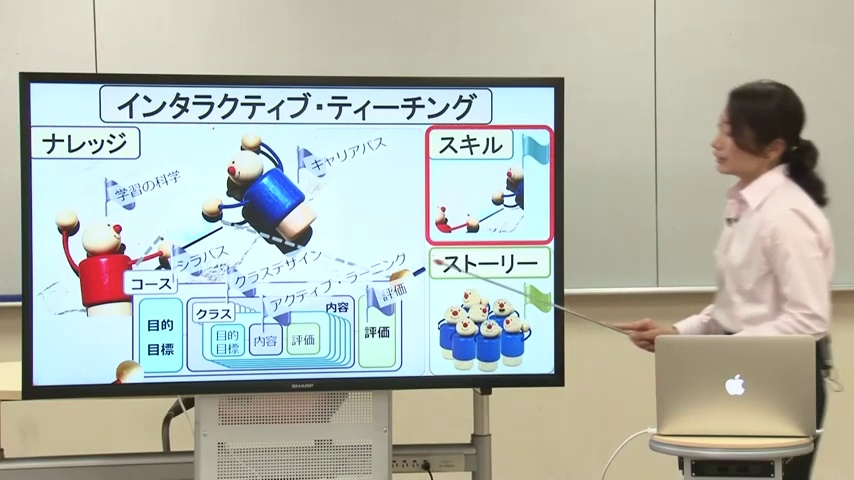 インタラクティブ・ティーチング
ナレッジ
スキル
キャリアパス
学習の科学
シラバス
クラスデザイン
アクティブ・ラーニング
評価
ストーリー
コース
目的
目標
クラス
内容
目的
目標
内容
評価
評価
SHARP